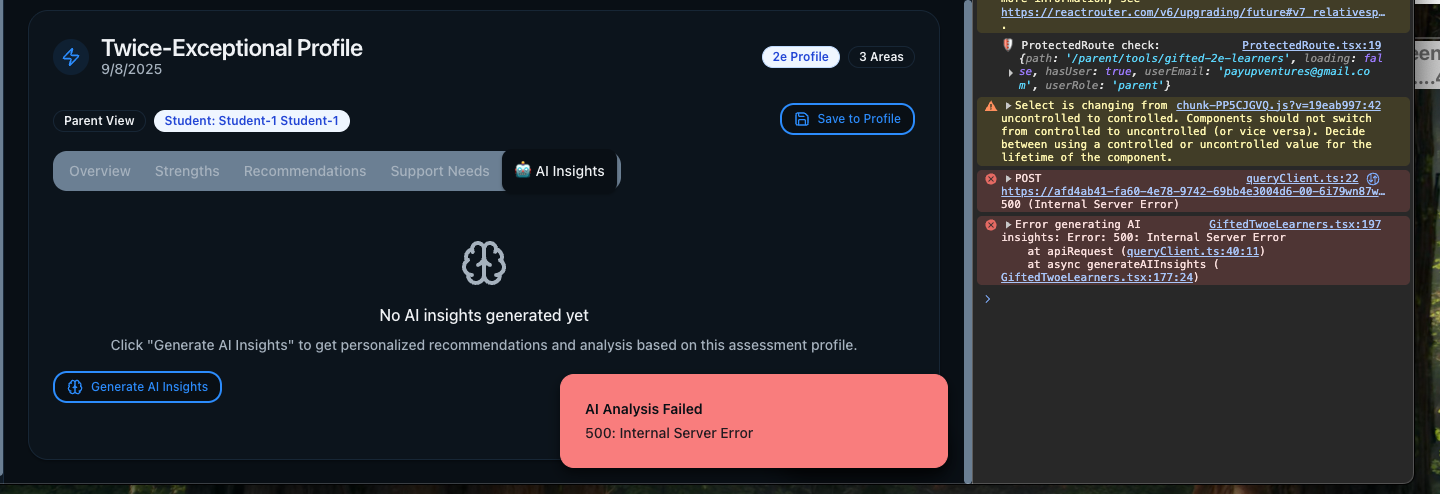 Twice-Exceptional Profile
9/8/2025
2e Profile
3 Areas
Parent View
Student: Student-1 Student-1
Save to Profile
Overview
Strengths
Recommendations
Support Needs
🤖 AI Insights
No AI insights generated yet
Click "Generate AI Insights" to get personalized recommendations and analysis based on this assessment profile.
Generate AI Insights
AI Analysis Failed
500: Internal Server Error
more information, see
https://reactrouter.com/v6/upgrading/future#v7_relativesp…
.
ProtectedRoute check: ProtectedRoute.tsx:19
{path: '/parent/tools/gifted-2e-learners', loading: fal
se, hasUser: true, userEmail: 'payupventures@gmail.co
m', userRole: 'parent'}
Select is changing from chunk-PP5CJGVQ.js?v=19eab997:42
uncontrolled to controlled. Components should not switch
from controlled to uncontrolled (or vice versa). Decide
between using a controlled or uncontrolled value for the
lifetime of the component.
POST queryClient.ts:22
https://afd4ab41-fa60-4e78-9742-69bb4e3004d6-00-6i79wn87w…
500 (Internal Server Error)
Error generating AI GiftedTwoeLearners.tsx:197
insights: Error: 500: Internal Server Error
at apiRequest (queryClient.ts:40:11)
at async generateAIInsights (
GiftedTwoeLearners.tsx:177:24)